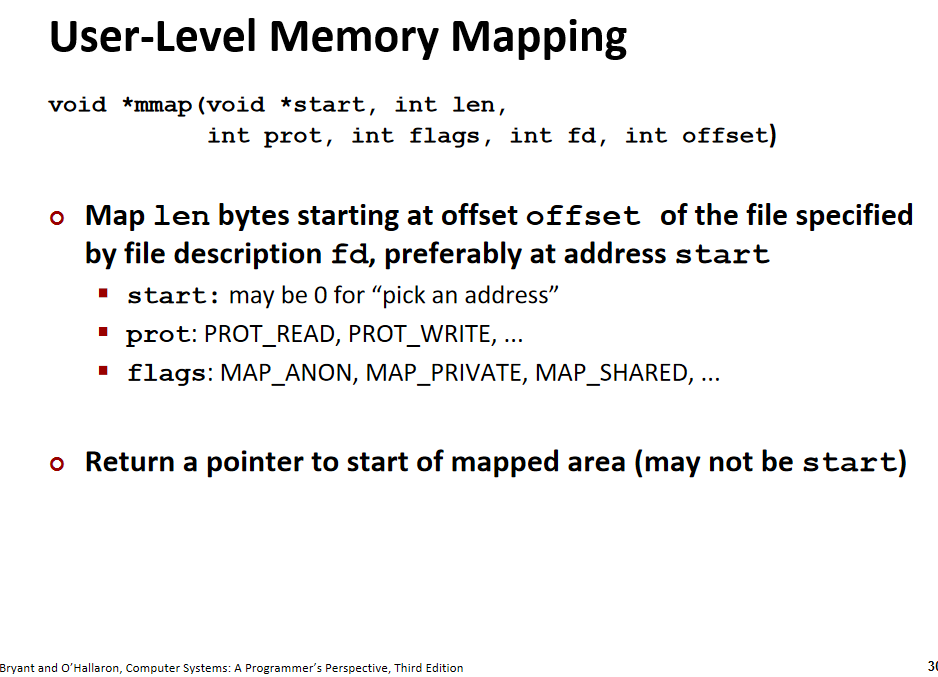 User-Level Memory Mapping
void *mmap(void *start, int len,
int prot, int flags, int fd, int offset)
Map len bytes starting at offset offset of the file specified
by file description fd, preferably at address start
start: may be 0 for “pick an address”
prot: PROT_READ, PROT_WRITE, ...
flags: MAP_ANON, MAP_PRIVATE, MAP_SHARED, ...
Return a pointer to start of mapped area (may not be start)
Bryant and O’Hallaron, Computer Systems: A Programmer’s Perspective, Third Edition